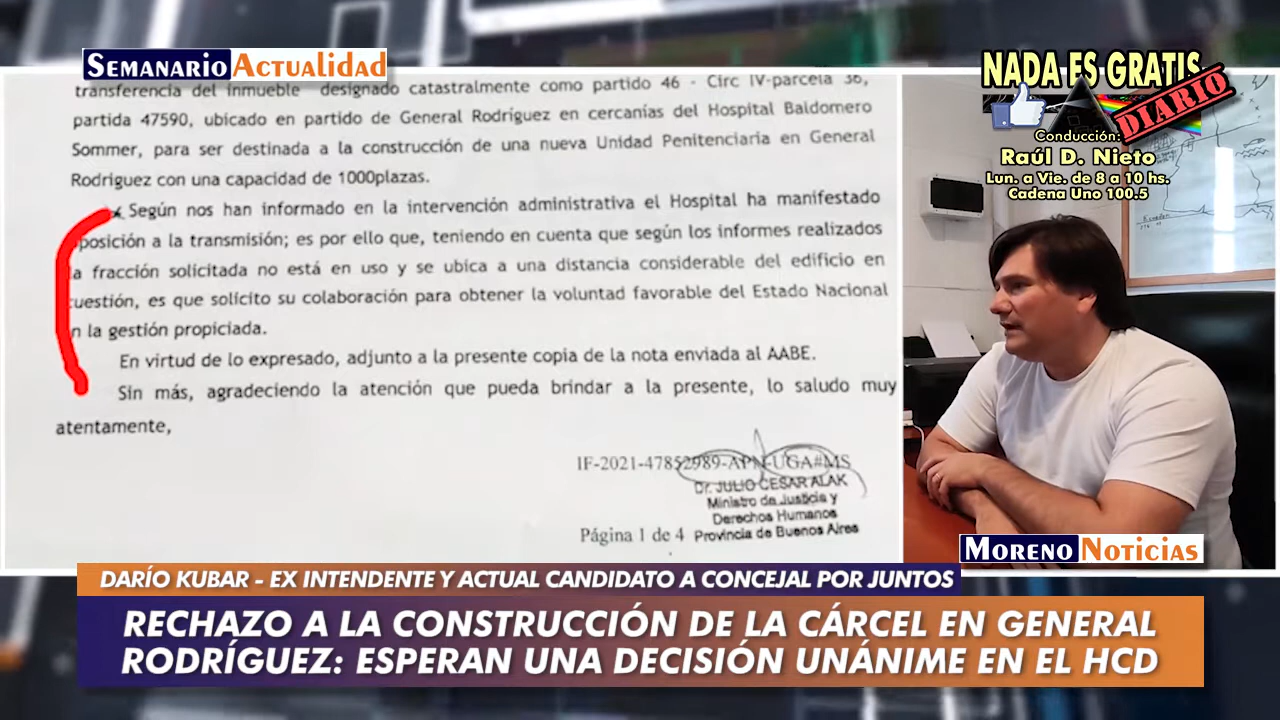 SEMANARIO ACTUALIDAD
transferencia del inmueble designado catastralmente como partido 46 - Circ IV-parcela 36,
partida 47590, ubicado en partido de General Rodríguez en cercanías del Hospital Baldomero
Sommer, para ser destinada a la construcción de una nueva Unidad Penitenciaria en General
Rodriguez con una capacidad de 1000plazas.
Según nos han informado en la intervención administrativa el Hospital ha manifestado
posición a la transmisión; es por ello que, teniendo en cuenta que según los informes realizados
a fracción solicitada no está en uso y se ubica a una distancia considerable del edificio en
uestión, es que solicito su colaboración para obtener la voluntad favorable del Estado Nacional
n la gestión propiciada.
En virtud de lo expresado, adjunto a la presente copia de la nota enviada al AABE.
Sin más, agradeciendo la atención que pueda brindar a la presente, lo saludo muy
atentamente,
IF-2021-47852989-APN-UGA#MS
Dr. JULIO CESAR ALAK
Ministro de Justicia y
Derechos Humanos
Provincia de Buenos Aires
Página 1 de 4
NADA ES GRATIS
DIARIO
Conducción:
Raúl D. Nieto
Lun. a Vie. de 8 a 10 hs.
Cadena Uno 100.5
MORENO NOTICIAS
DARÍO KUBAR - EX INTENDENTE Y ACTUAL CANDIDATO A CONCEJAL POR JUNTOS
RECHAZO A LA CONSTRUCCIÓN DE LA CÁRCEL EN GENERAL
RODRÍGUEZ: ESPERAN UNA DECISIÓN UNÁNIME EN EL HCD